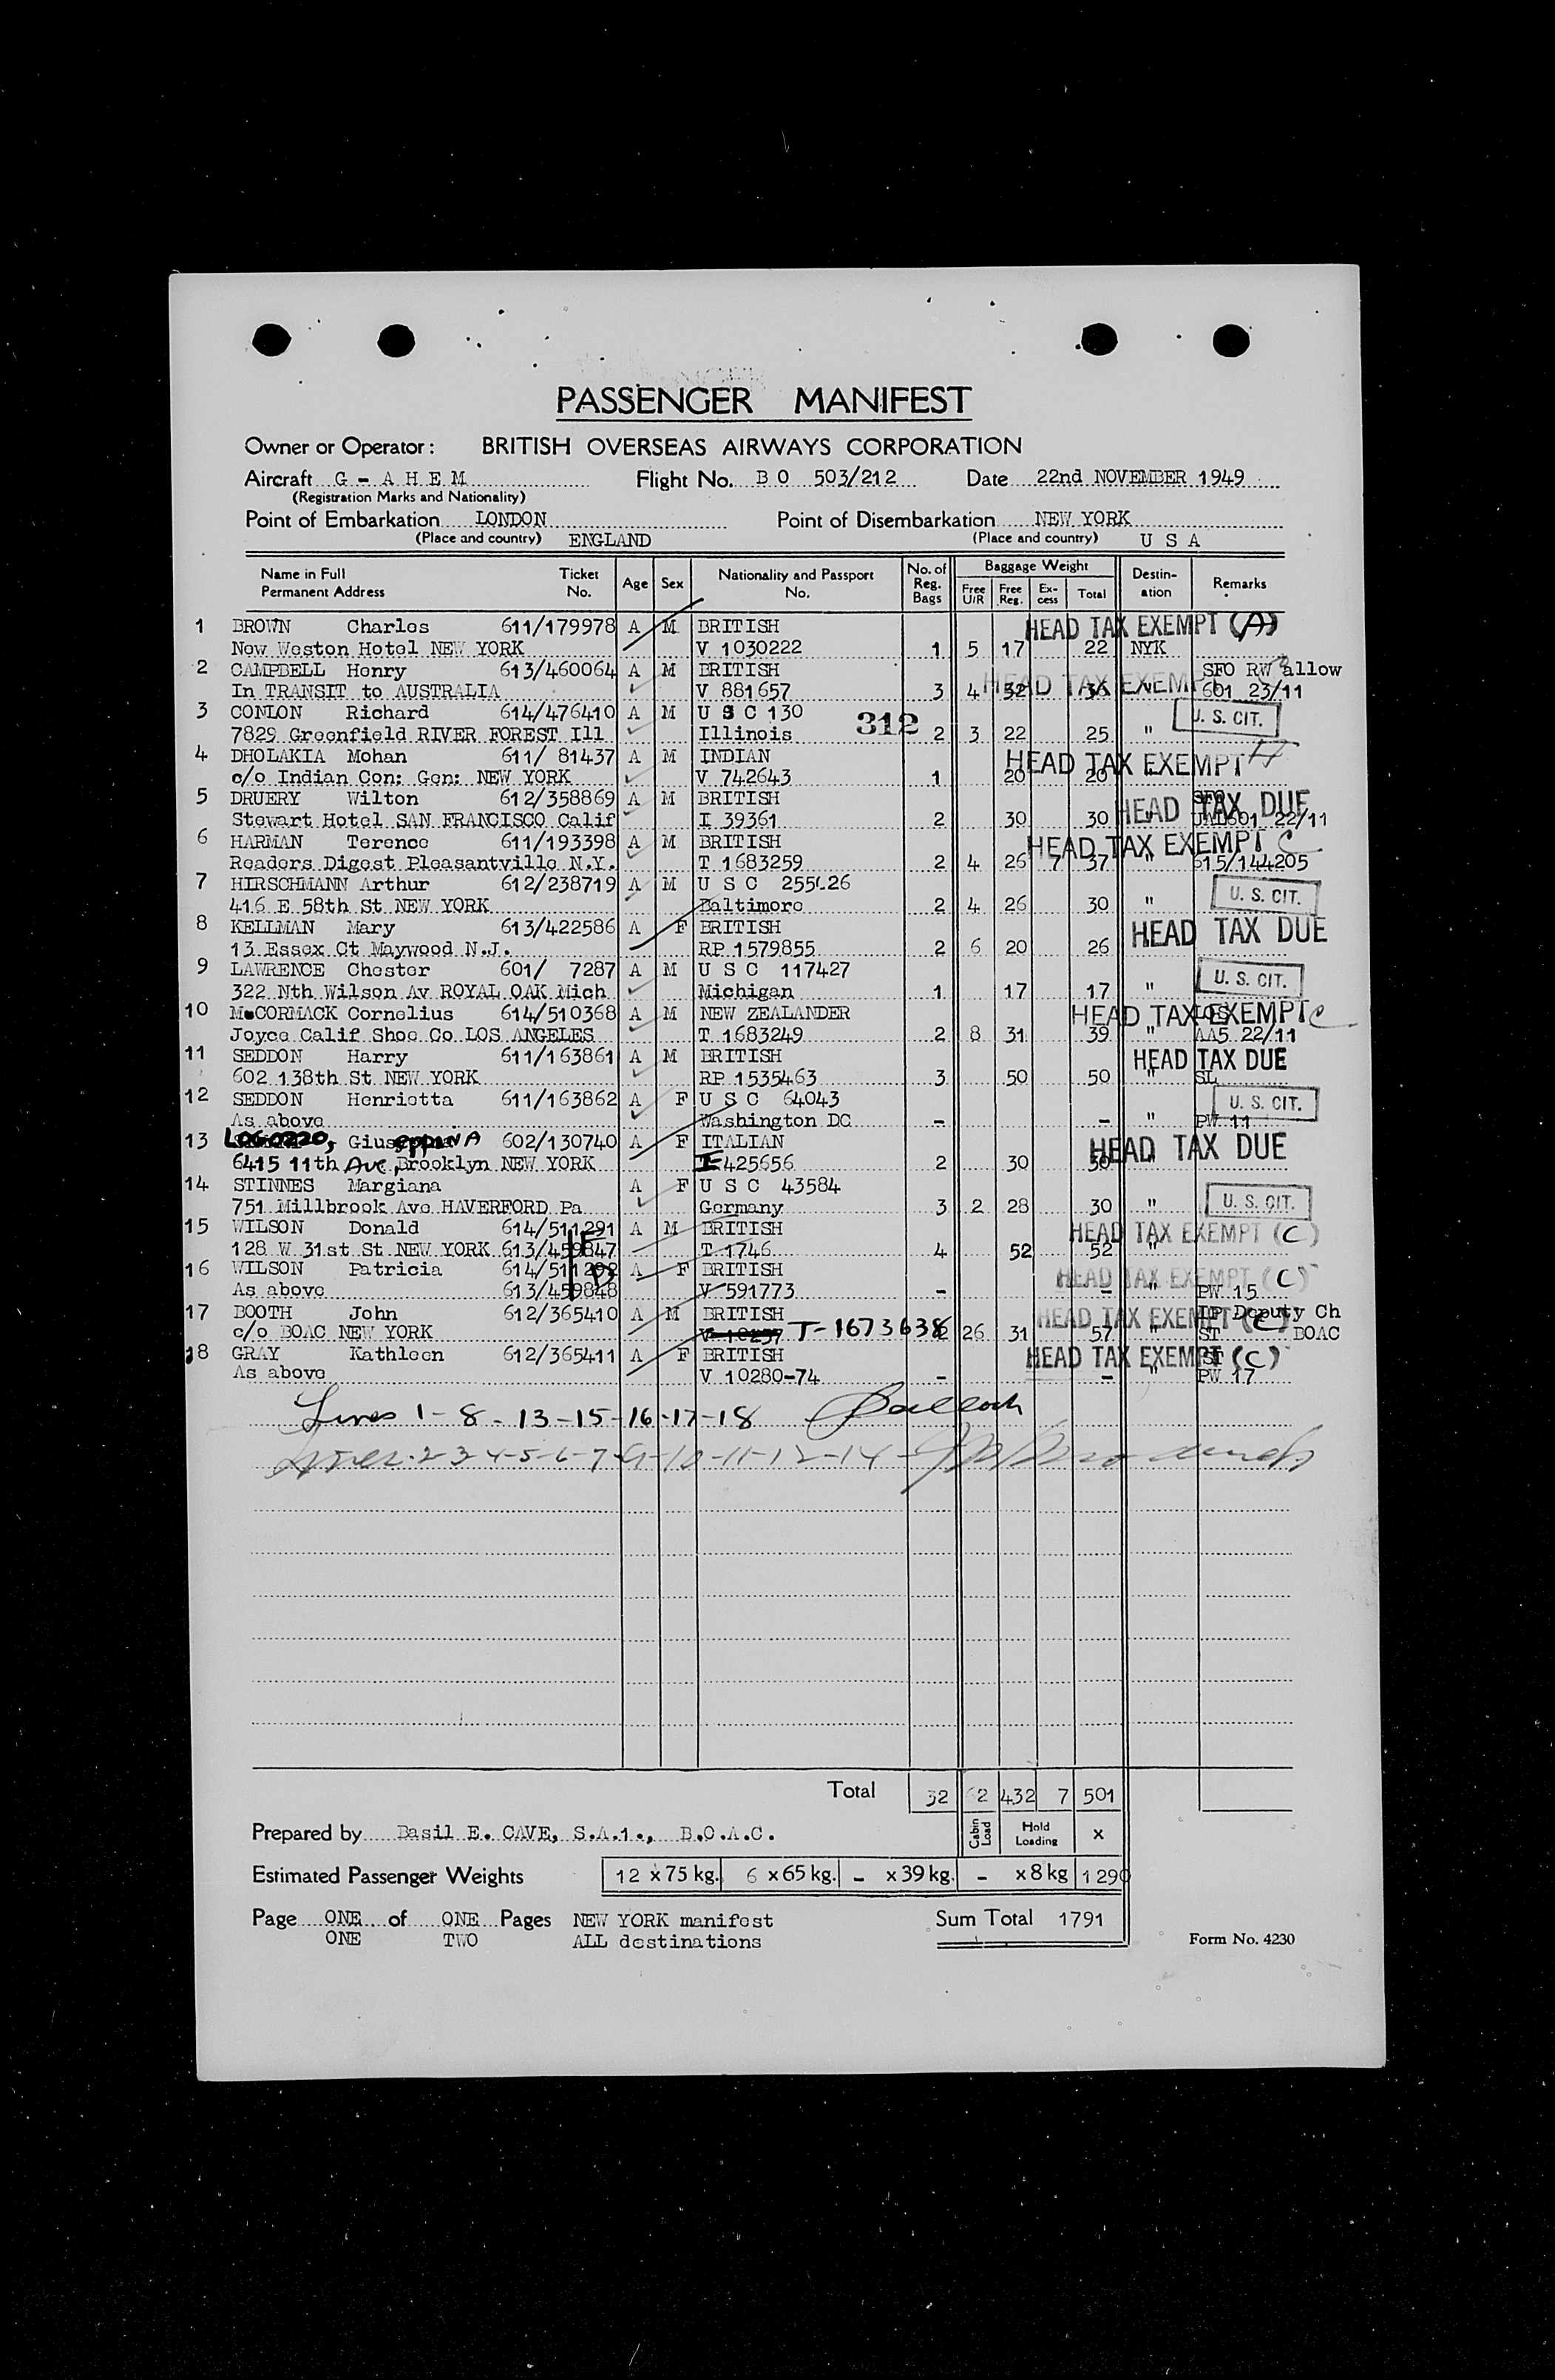 PASSENGER MANIFEST
Owner or Operator : BRITISH OVERSEAS AIRWAYS CORPORATION
Aircraft G - A H E M Flight No. B O 503/212 Date 22nd NOVEMBER 1949
(Registration Marks and Nationality)
Point of Embarkation LONDON Point of Disembarkation NEW YORK
(Place and country) ENGLAND (Place and country) U S A
Name in Full Permanent Address Ticket No. Age Sex Nationality and Passport No. No. of Reg. Bags Baggage Weight Free U/R Free Reg. Ex- cess Total Destin- ation Remarks
1 BROWN Charles 611/179978 A M BRITISH HEAD TAX EXEMPT (A)
New Weston Hotel NEW YORK V 1030222 1 5 17 22 NYK
2 CAMPBELL Henry 613/460064 A M BRITISH SFO RW allow
In TRANSIT to AUSTRALIA V 881657 3 4 32 36 HEAD TAX EXEMPT 601 23/11
3 CONLON Richard 614/476410 A M U S C 130 312 U. S. CIT.
7829 Greenfield RIVER FOREST Ill Illinois 2 3 22 25 "
4 DHOLAKIA Mohan 611/ 81437 A M INDIAN HEAD TAX EXEMPT
c/o Indian Con: Gen: NEW YORK V 742643 1 20 20 "
5 DRUERY Wilton 612/358869 A M BRITISH SFO HEAD TAX DUE
Stewart Hotel SAN FRANCISCO Calif I 39361 2 30 30 " UAL601 22/11
6 HARMAN Terence 611/193398 A M BRITISH HEAD TAX EXEMPT C
Readers Digest Pleasantville N.Y. T 1683259 2 4 26 7 37 " 615/144205
7 HIRSCHMANN Arthur 612/238719 A M U S C 255626 U. S. CIT.
416 E 58th St NEW YORK Baltimore 2 4 26 30 "
8 KELLMAN Mary 613/422586 A F BRITISH HEAD TAX DUE
13 Essex Ct Maywood N.J. RP 1579855 2 6 20 26
9 LAWRENCE Chester 601/ 7287 A M U S C 117427 U. S. CIT.
322 Nth Wilson Av ROYAL OAK Mich Michigan 1 17 17 "
10 McCORMACK Cornelius 614/510368 A M NEW ZEALANDER HEAD TAX EXEMPT C
Joyce Calif Shoe Co LOS ANGELES T 1683249 2 8 31 39 " AA5 22/11
11 SEDDON Harry 611/163861 A M BRITISH HEAD TAX DUE
602 138th St NEW YORK RP 1535463 3 50 50 " SL
12 SEDDON Henrietta 611/163862 A F U S C 64043 U. S. CIT.
As above Washington DC - - " PW 11
13 LOGOZZO, GiusEPPINA 602/130740 A F ITALIAN HEAD TAX DUE
6415 11th Ave, Brooklyn NEW YORK I-425656 2 30 30 "
14 STINNES Margiana A F U S C 43584
751 Millbrook Ave HAVERFORD Pa Germany 3 2 28 30 " U. S. CIT.
15 WILSON Donald 614/511291 A M BRITISH HEAD TAX EXEMPT (C)
128 W 31st St NEW YORK 613/459847 T 1746 4 52 52 "
16 WILSON Patricia 614/511292 A F BRITISH HEAD TAX EXEMPT (C)
As above 613/459848 V 591773 - - " PW 15
17 BOOTH John 612/365410 A M BRITISH HEAD TAX EXEMPT (C) Deputy Ch
c/o BOAC NEW YORK T-1673638 2 26 31 57 " ST BOAC
18 GRAY Kathleen 612/365411 A F BRITISH HEAD TAX EXEMPT (C) ST
As above V 10280-74 - - " PW 17
Lines 1-8-13-15-16-17-18
Lines 2 3 4-5-6-7-9-10-11-12-14
Total 32 62 432 7 501
Prepared by Basil E. CAVE, S.A.1., B.O.A.C. Cabin Load Hold Loading x
Estimated Passenger Weights 12 x 75 kg. 6 x 65 kg. - x 39 kg. - x 8 kg 1290
Page ONE of ONE Pages NEW YORK manifest Sum Total 1791
ONE TWO ALL destinations Form No. 4230